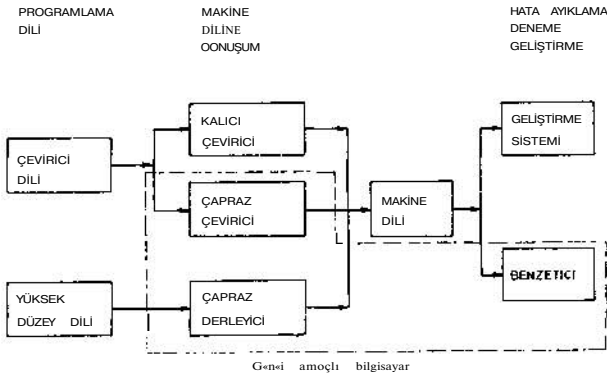 PROGRAMLAMA
DİLİ
MAKİNE
DİLİNE
OONUŞUM
HATA AYIKLAMA
DENEME
GELİŞTİRME
KALICI
ÇEVİRİCİ
GELİŞTİRME
SİSTEMİ
ÇEVİRİCİ
DİLİ
ÇAPRAZ
ÇEVİRİCİ
MAKİNE
DİLİ
BENZETİCİ
YÜKSEK
DÜZEY DİLİ
ÇAPRAZ
DERLEYİCİ
G«n«i amoçlı bilgisayar